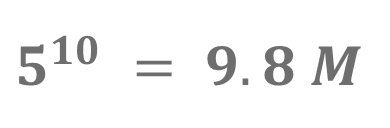 5¹⁰ = 9.8 M